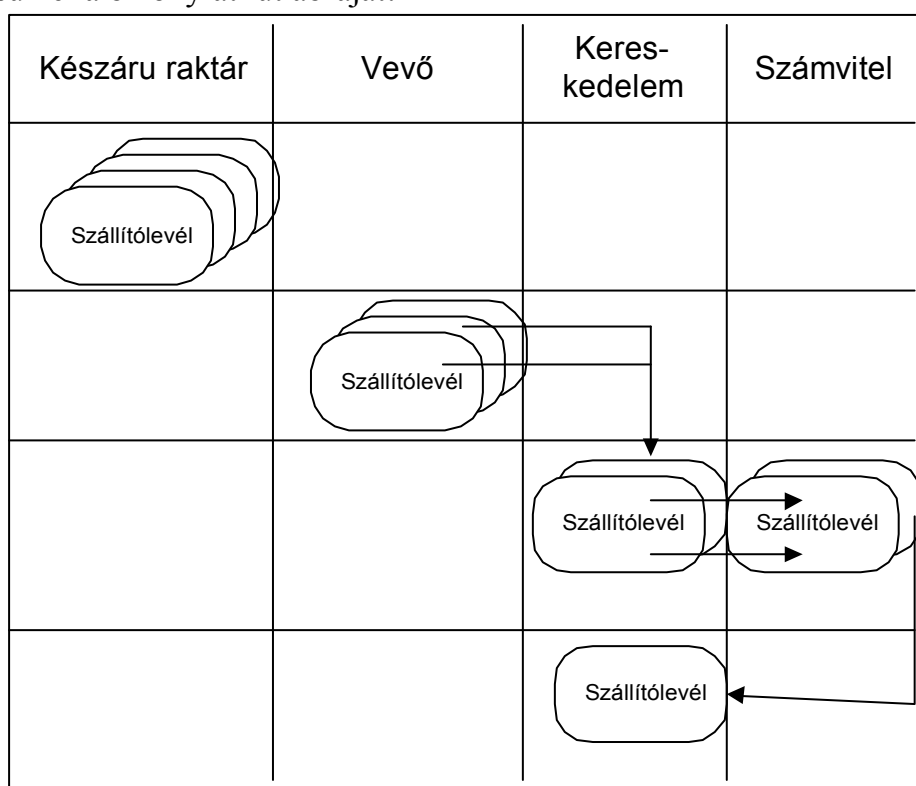 Készáru raktár
Vevő
Keres-
kedelem
Számvitel
Szállítólevél
Szállítólevél
Szállítólevél
Szállítólevél
Szállítólevél